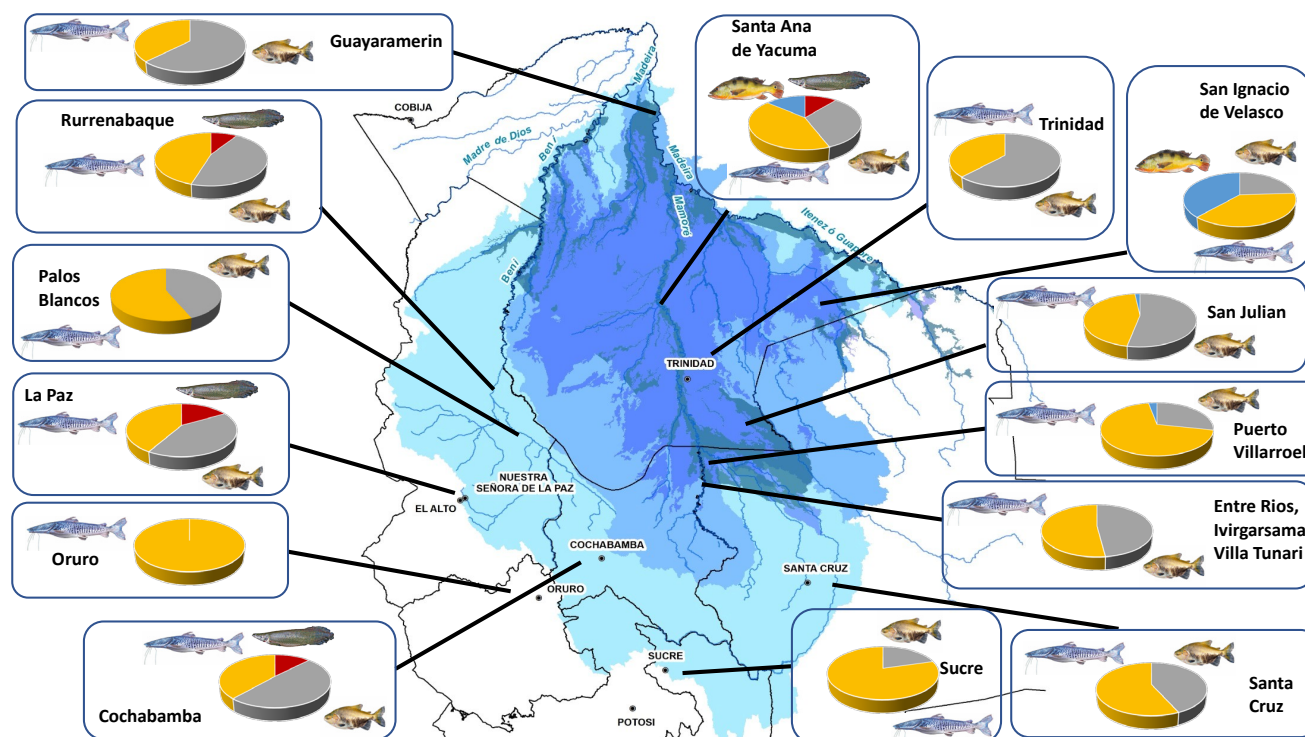 Guayaramerin
Santa Ana
de Yacuma
Trinidad
San Ignacio
de Velasco
Rurrenabaque
COBIJA
Madre de Dios
Beni
Madeira
Madeira
Mamoré
Itenez ó Guapore
Beni
Palos
Blancos
San Julian
TRINIDAD
La Paz
Puerto
Villarroel
NUESTRA
SEÑORA DE LA PAZ
EL ALTO
Entre Rios,
Ivirgarsama
Villa Tunari
Oruro
COCHABAMBA
SANTA CRUZ
ORURO
Cochabamba
SUCRE
Sucre
Santa
Cruz
POTOSI